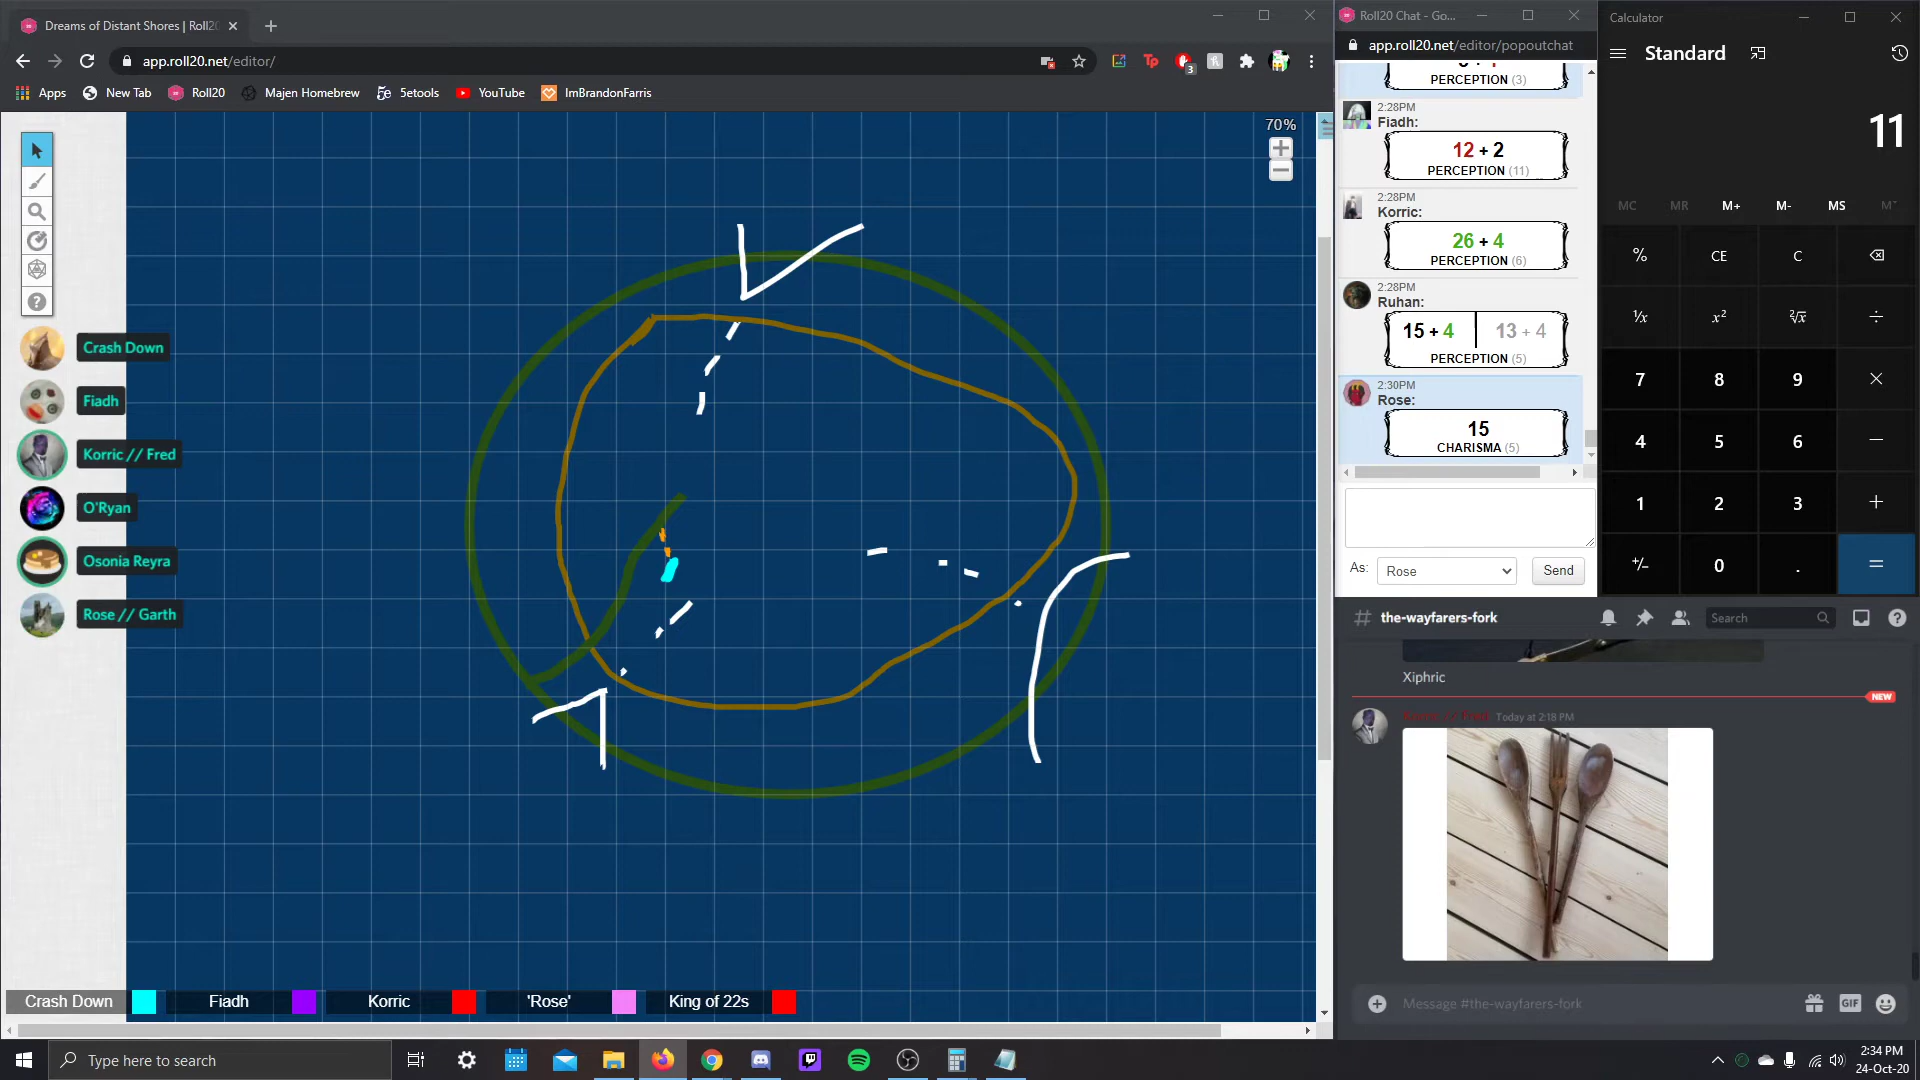 Dreams of Distant Shores | Roll20
app.roll20.net/editor/
3
Apps
New Tab
Roll20
Majen Homebrew
5etools
YouTube
ImBrandonFarris
70%
Crash Down
Fiadh
Korric // Fred
O'Ryan
Osonia Reyra
Rose // Garth
Crash Down
Fiadh
Korric
'Rose'
King of 22s
Roll20 Chat - Go...
app.roll20.net/editor/popoutchat
PERCEPTION (3)
2:28PM
Fiadh:
12 + 2
PERCEPTION (11)
2:28PM
Korric:
26 + 4
PERCEPTION (6)
2:28PM
Ruhan:
15 + 4 13 + 4
PERCEPTION (5)
2:30PM
Rose:
15
CHARISMA (5)
As:
Rose
Send
Calculator
Standard
11
MC MR M+ M- MS
% CE C
¹/x x² ²√x ÷
7 8 9 ×
4 5 6 −
1 2 3 +
+/- 0 . =
# the-wayfarers-fork
Search
Xiphric
NEW
Korric // Fred Today at 2:18 PM
Message #the-wayfarers-fork
GIF
Type here to search
2:34 PM
24-Oct-20